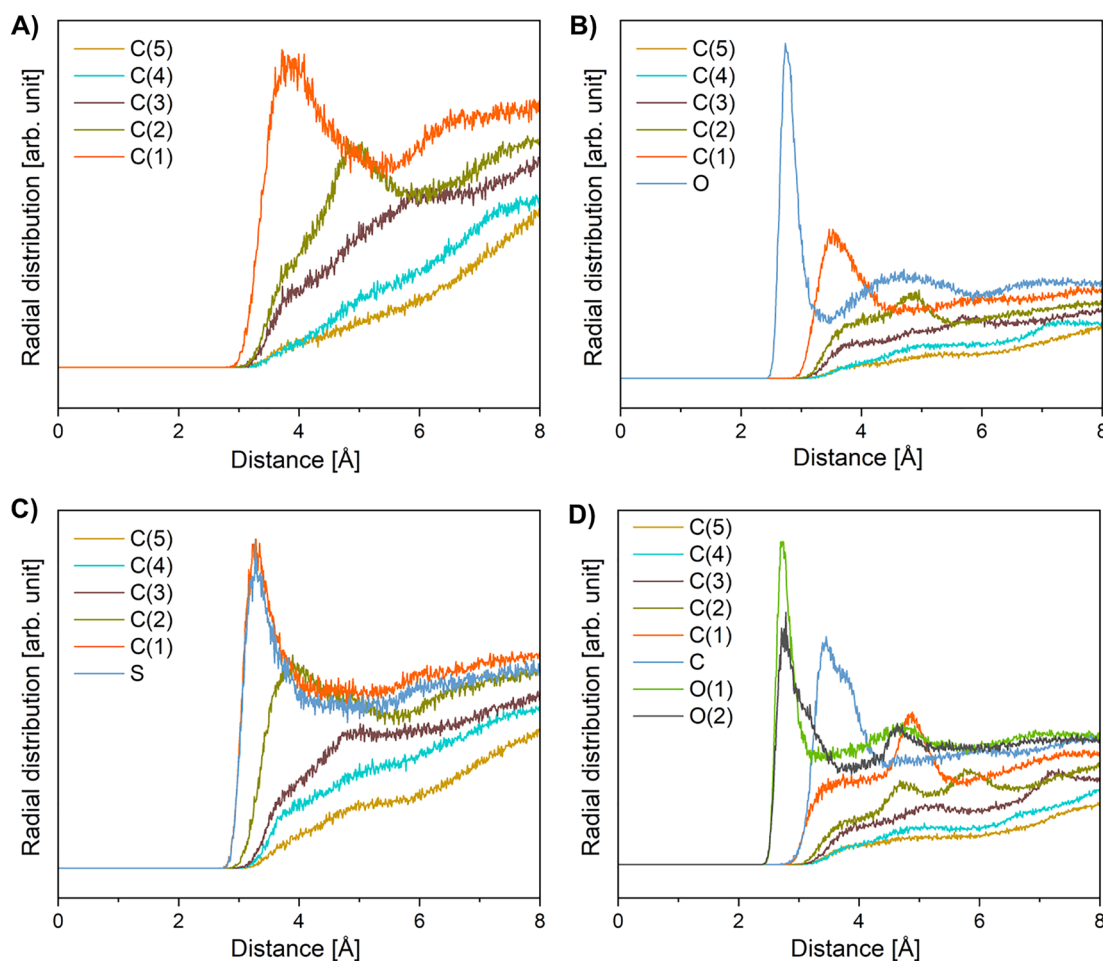 A)
C(5)
C(4)
C(3)
C(2)
C(1)
Radial distribution [arb. unit]
0
2
4
6
8
Distance [Å]
B)
C(5)
C(4)
C(3)
C(2)
C(1)
O
Radial distribution [arb. unit]
0
2
4
6
8
Distance [Å]
C)
C(5)
C(4)
C(3)
C(2)
C(1)
S
Radial distribution [arb. unit]
0
2
4
6
8
Distance [Å]
D)
C(5)
C(4)
C(3)
C(2)
C(1)
C
O(1)
O(2)
Radial distribution [arb. unit]
0
2
4
6
8
Distance [Å]